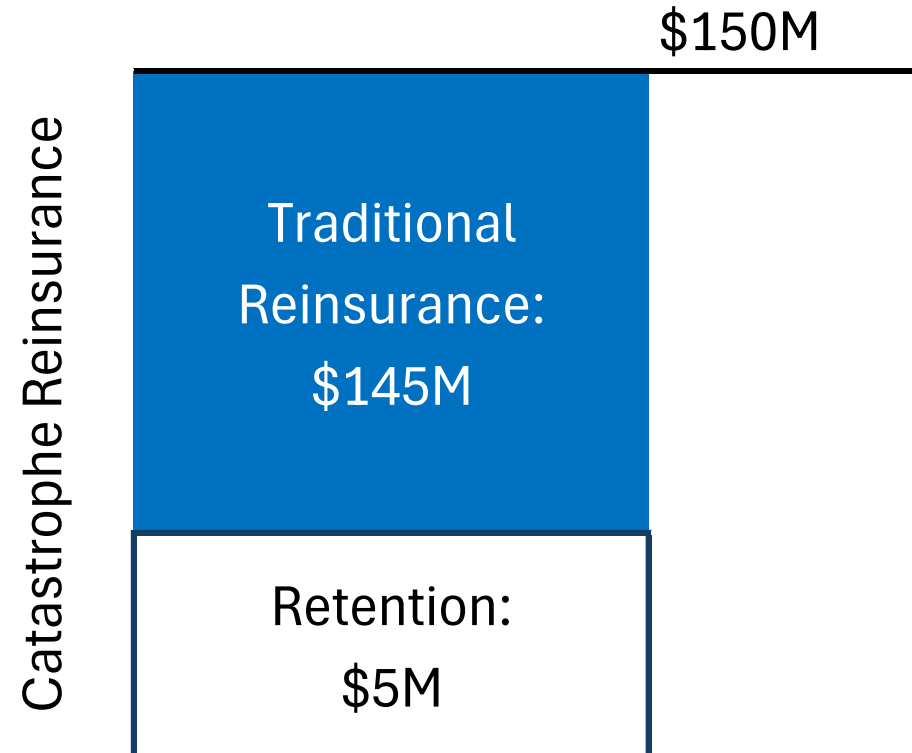 $150M
Catastrophe Reinsurance
Traditional
Reinsurance:
$145M
Retention:
$5M